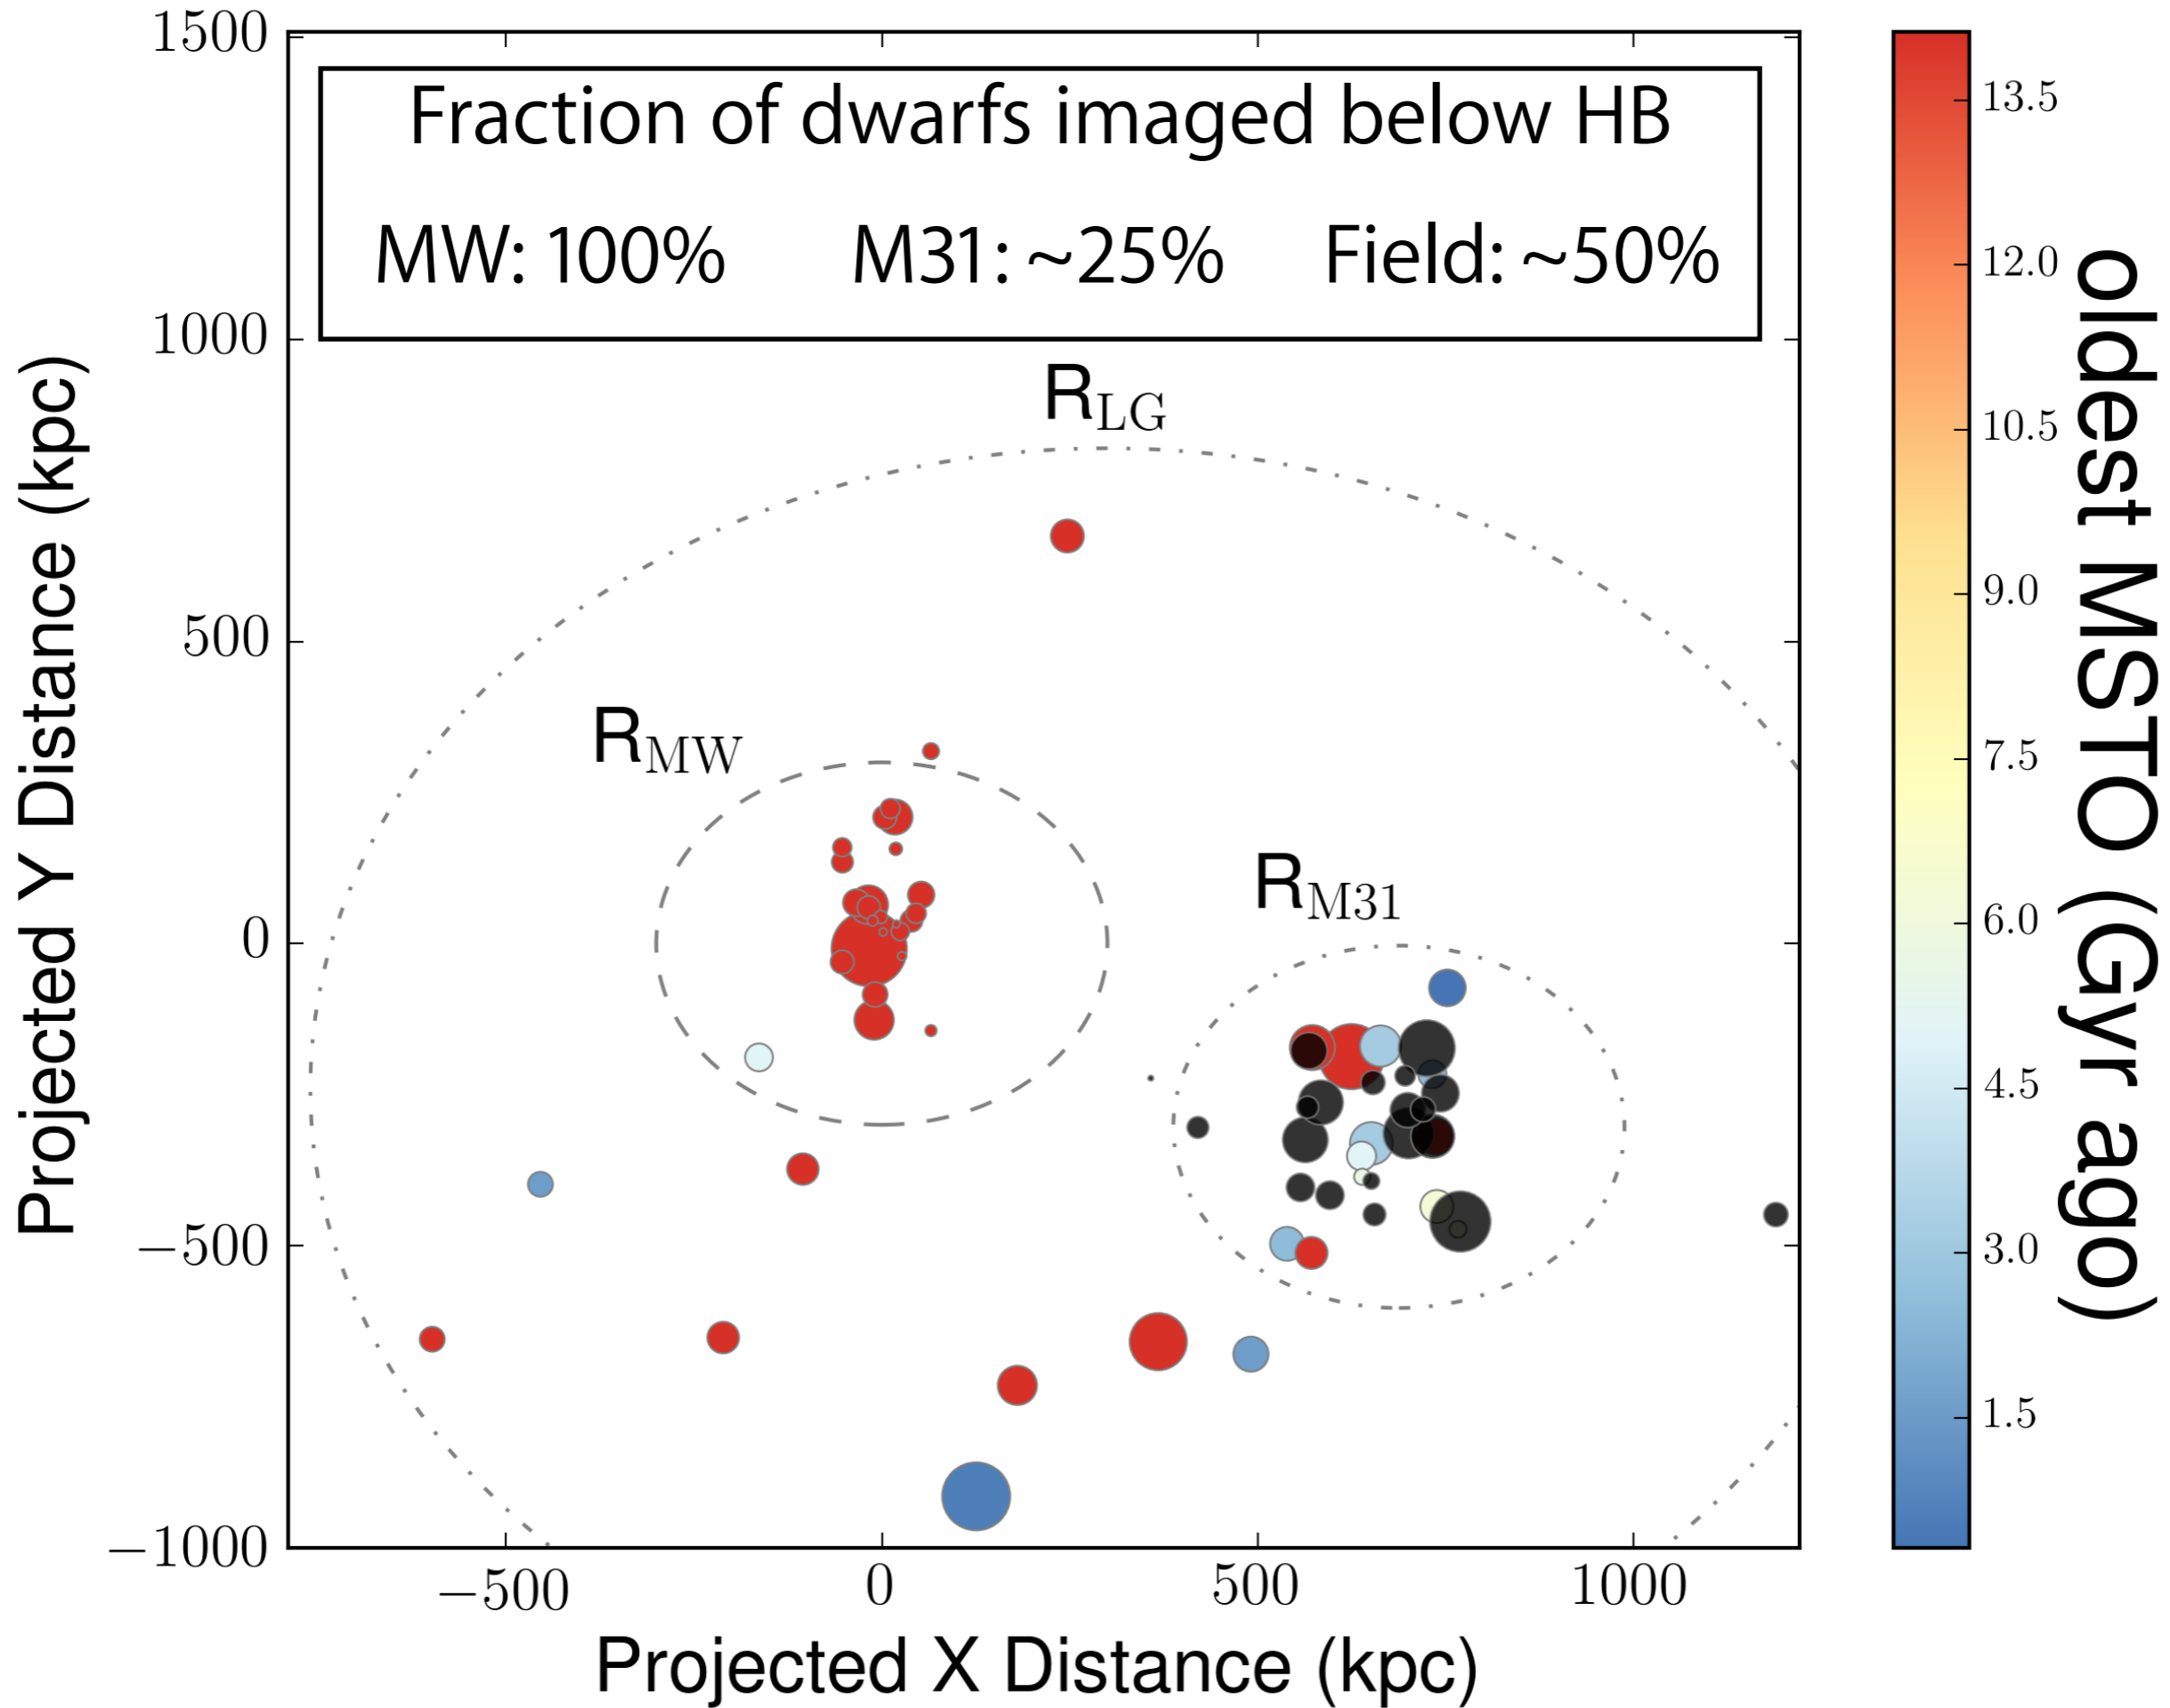 Fraction of dwarfs imaged below HB
MW: 100% M31: ~25% Field: ~50%
R_LG
R_MW
R_M31
1500
1000
500
0
−500
−1000
Projected Y Distance (kpc)
−500 0 500 1000
Projected X Distance (kpc)
13.5
12.0
10.5
9.0
7.5
6.0
4.5
3.0
1.5
oldest MSTO (Gyr ago)